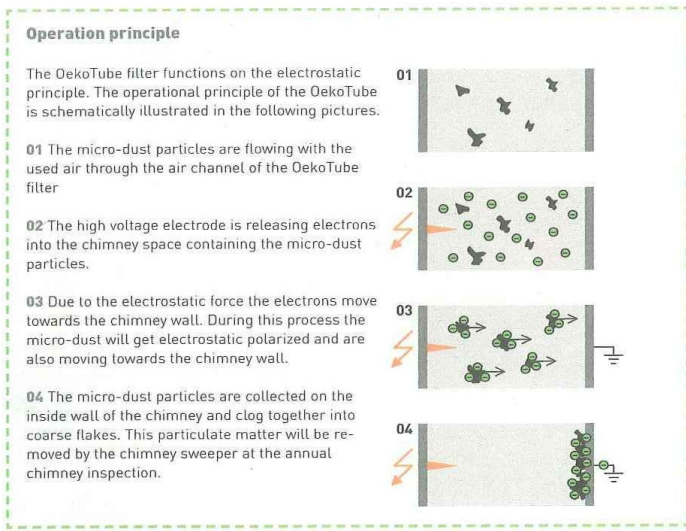 Operation principle
The OekoTube filter functions on the electrostatic
principle. The operational principle of the OekoTube
is schematically illustrated in the following pictures.
01 The micro-dust particles are flowing with the
used air through the air channel of the OekoTube
filter
02 The high voltage electrode is releasing electrons
into the chimney space containing the micro-dust
particles.
03 Due to the electrostatic force the electrons move
towards the chimney wall. During this process the
micro-dust will get electrostatic polarized and are
also moving towards the chimney wall.
04 The micro-dust particles are collected on the
inside wall of the chimney and clog together into
coarse flakes. This particulate matter will be re-
moved by the chimney sweeper at the annual
chimney inspection.
01
02
03
04